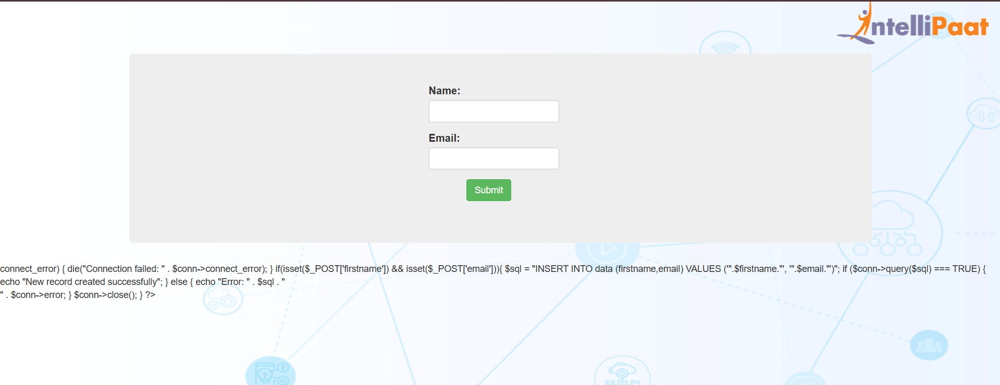 IntelliPaat
Name:
Email:
Submit
connect_error) { die("Connection failed: " . $conn->connect_error); } if(isset($_POST['firstname']) && isset($_POST['email'])){ $sql = "INSERT INTO data (firstname,email) VALUES ('".$firstname."', '".$email."')"; if ($conn->query($sql) === TRUE) {
echo "New record created successfully"; } else { echo "Error: " . $sql . "
" . $conn->error; } $conn->close(); } ?>